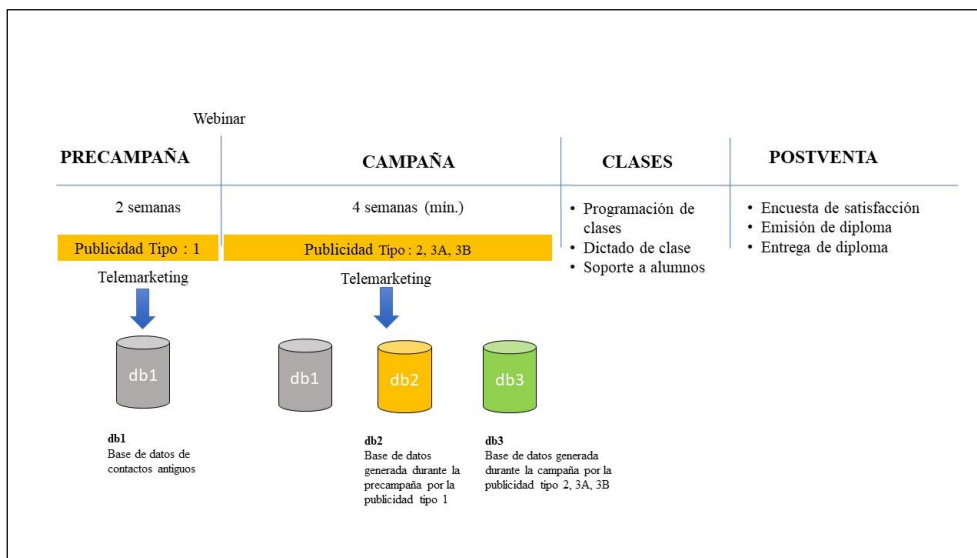 Webinar
PRECAMPAÑA
CAMPAÑA
CLASES
POSTVENTA
2 semanas
4 semanas (mín.)
Publicidad Tipo : 1
Publicidad Tipo : 2, 3A, 3B
• Programación de
clases
• Dictado de clase
• Soporte a alumnos
• Encuesta de satisfacción
• Emisión de diploma
• Entrega de diploma
Telemarketing
Telemarketing
db1
db1
db2
db3
db1
Base de datos de
contactos antiguos
db2
Base de datos
generada durante la
precampaña por la
publicidad tipo 1
db3
Base de datos generada
durante la campaña por la
publicidad tipo 2, 3A, 3B